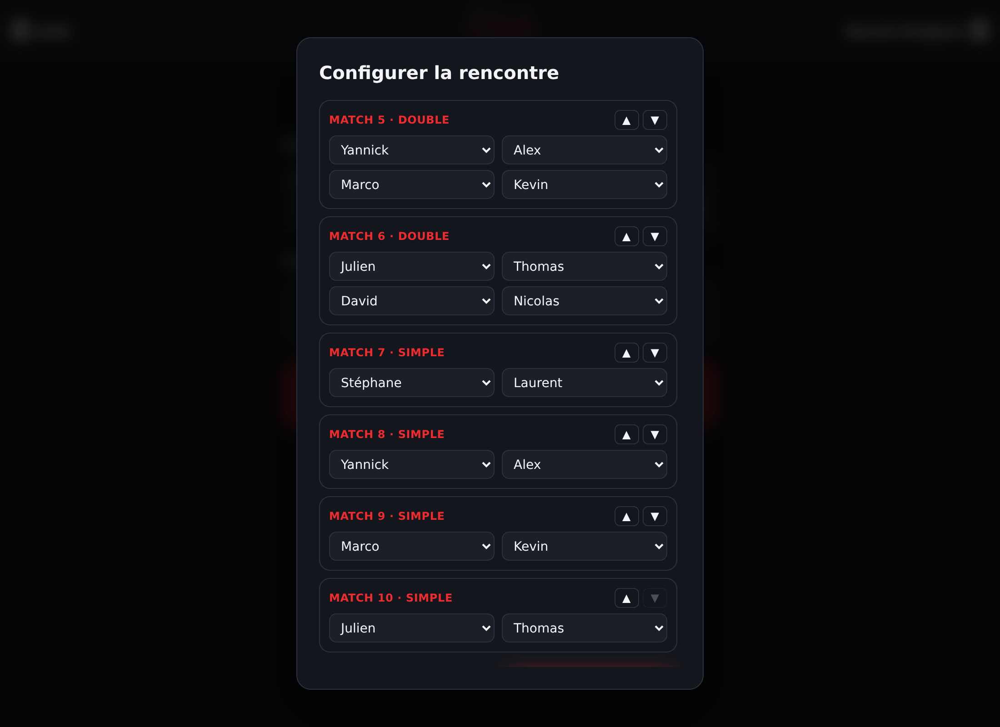 Configurer la rencontre
MATCH 5 · DOUBLE ▲ ▼
Yannick Alex
Marco Kevin
MATCH 6 · DOUBLE ▲ ▼
Julien Thomas
David Nicolas
MATCH 7 · SIMPLE ▲ ▼
Stéphane Laurent
MATCH 8 · SIMPLE ▲ ▼
Yannick Alex
MATCH 9 · SIMPLE ▲ ▼
Marco Kevin
MATCH 10 · SIMPLE ▲ ▼
Julien Thomas